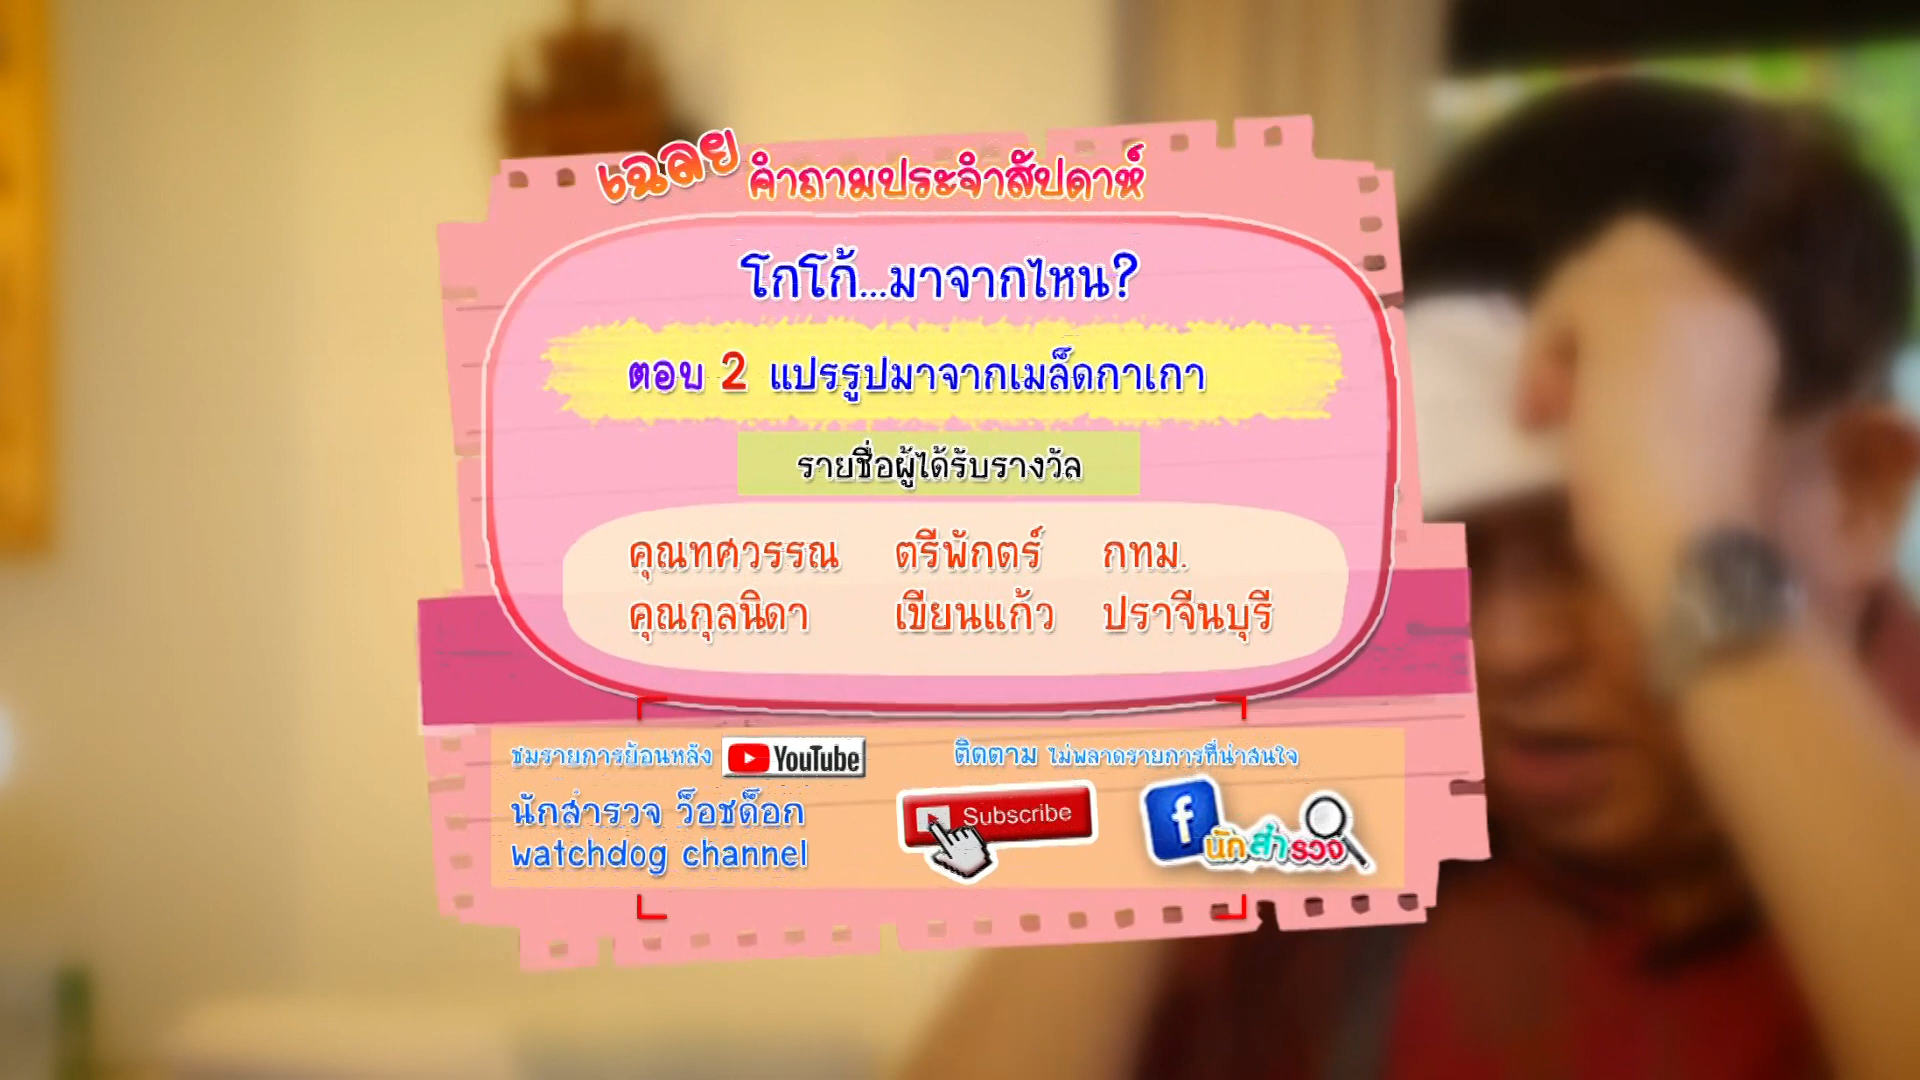 เฉลย คำถามประจำสัปดาห์
โกโก้...มาจากไหน?
ตอบ 2 แปรรูปมาจากเมล็ดกาเกา
รายชื่อผู้ได้รับรางวัล
คุณทศวรรณ ตรีพักตร์ กทม.
คุณกุลนิดา เขียนแก้ว ปราจีนบุรี
ชมรายการย้อนหลัง YouTube
ติดตาม ไม่พลาดรายการที่น่าสนใจ
นักสำรวจ ว็อชด็อก
watchdog channel
Subscribe
f นักสำรวจ